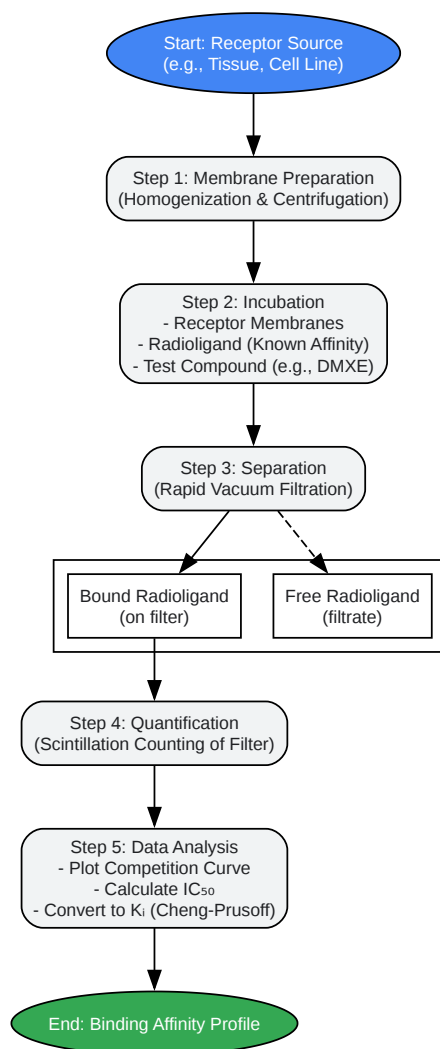 Start: Receptor Source
(e.g., Tissue, Cell Line)
Step 1: Membrane Preparation
(Homogenization & Centrifugation)
Step 2: Incubation
- Receptor Membranes
- Radioligand (Known Affinity)
- Test Compound (e.g., DMXE)
Step 3: Separation
(Rapid Vacuum Filtration)
Bound Radioligand
(on filter)
Free Radioligand
(filtrate)
Step 4: Quantification
(Scintillation Counting of Filter)
Step 5: Data Analysis
- Plot Competition Curve
- Calculate IC₅₀
- Convert to Kᵢ (Cheng-Prusoff)
End: Binding Affinity Profile